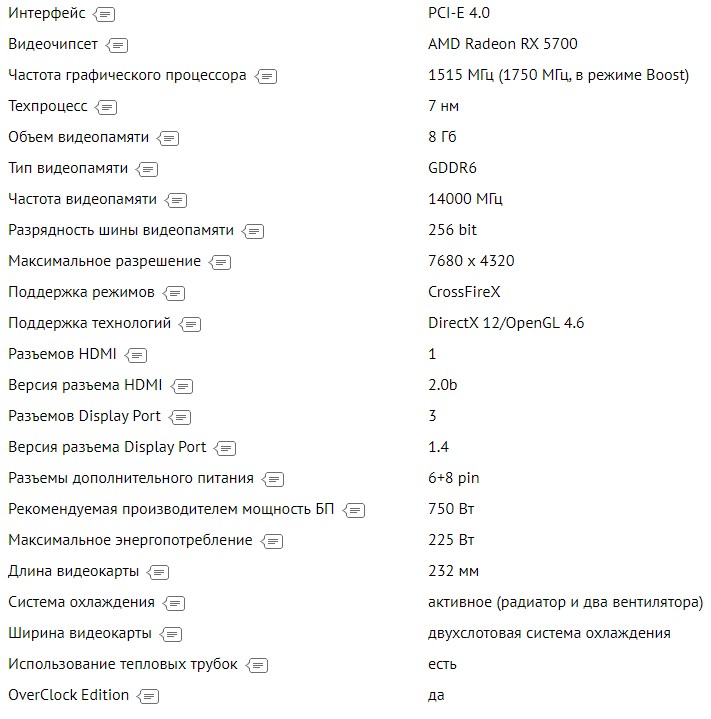 Интерфейс PCI-E 4.0
Видеочипсет AMD Radeon RX 5700
Частота графического процессора 1515 МГц (1750 МГц, в режиме Boost)
Техпроцесс 7 нм
Объем видеопамяти 8 Гб
Тип видеопамяти GDDR6
Частота видеопамяти 14000 МГц
Разрядность шины видеопамяти 256 bit
Максимальное разрешение 7680 x 4320
Поддержка режимов CrossFireX
Поддержка технологий DirectX 12/OpenGL 4.6
Разъемов HDMI 1
Версия разъема HDMI 2.0b
Разъемов Display Port 3
Версия разъема Display Port 1.4
Разъемы дополнительного питания 6+8 pin
Рекомендуемая производителем мощность БП 750 Вт
Максимальное энергопотребление 225 Вт
Длина видеокарты 232 мм
Система охлаждения активное (радиатор и два вентилятора)
Ширина видеокарты двухслотовая система охлаждения
Использование тепловых трубок есть
OverClock Edition да